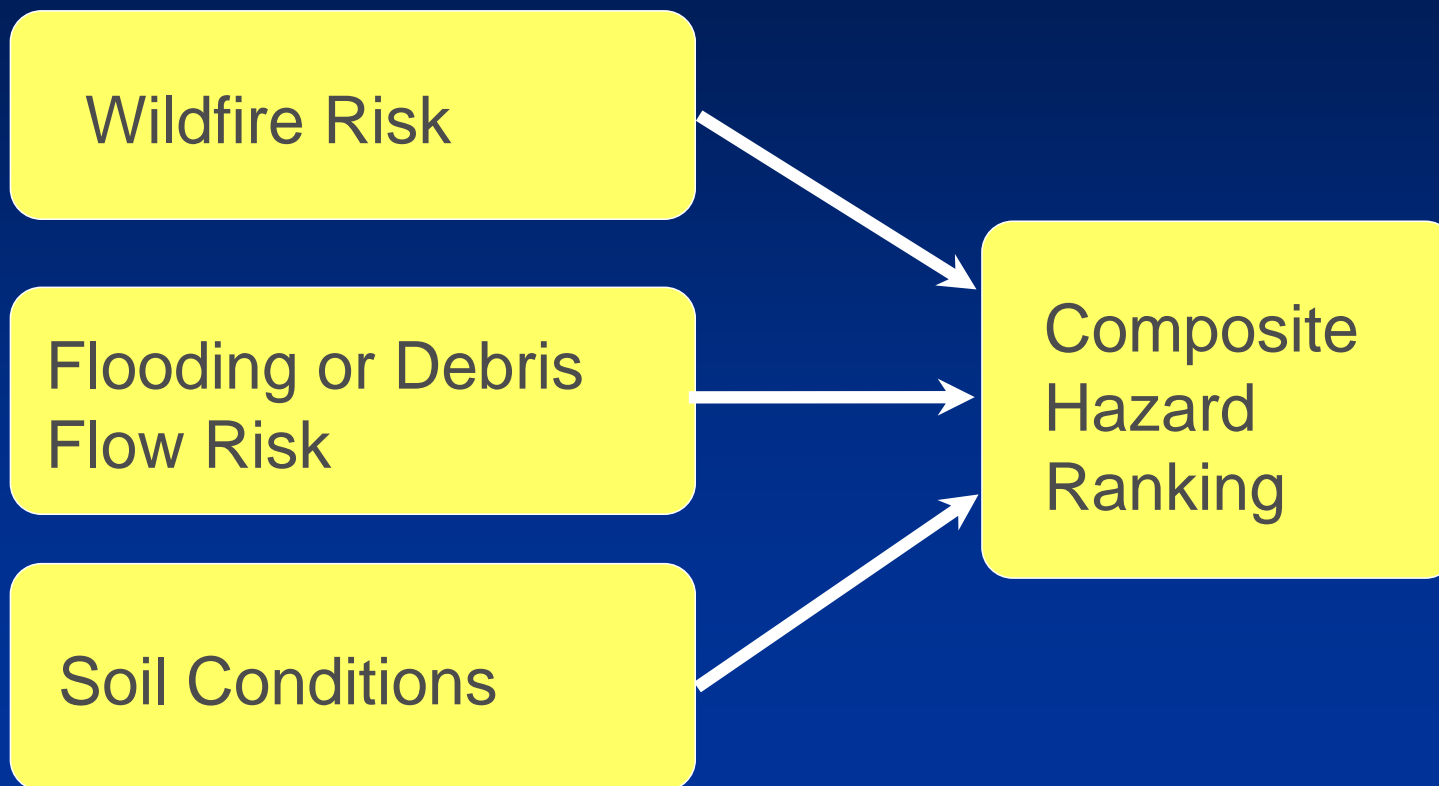 Wildfire Risk
Flooding or Debris
Flow Risk
Soil Conditions
Composite
Hazard
Ranking